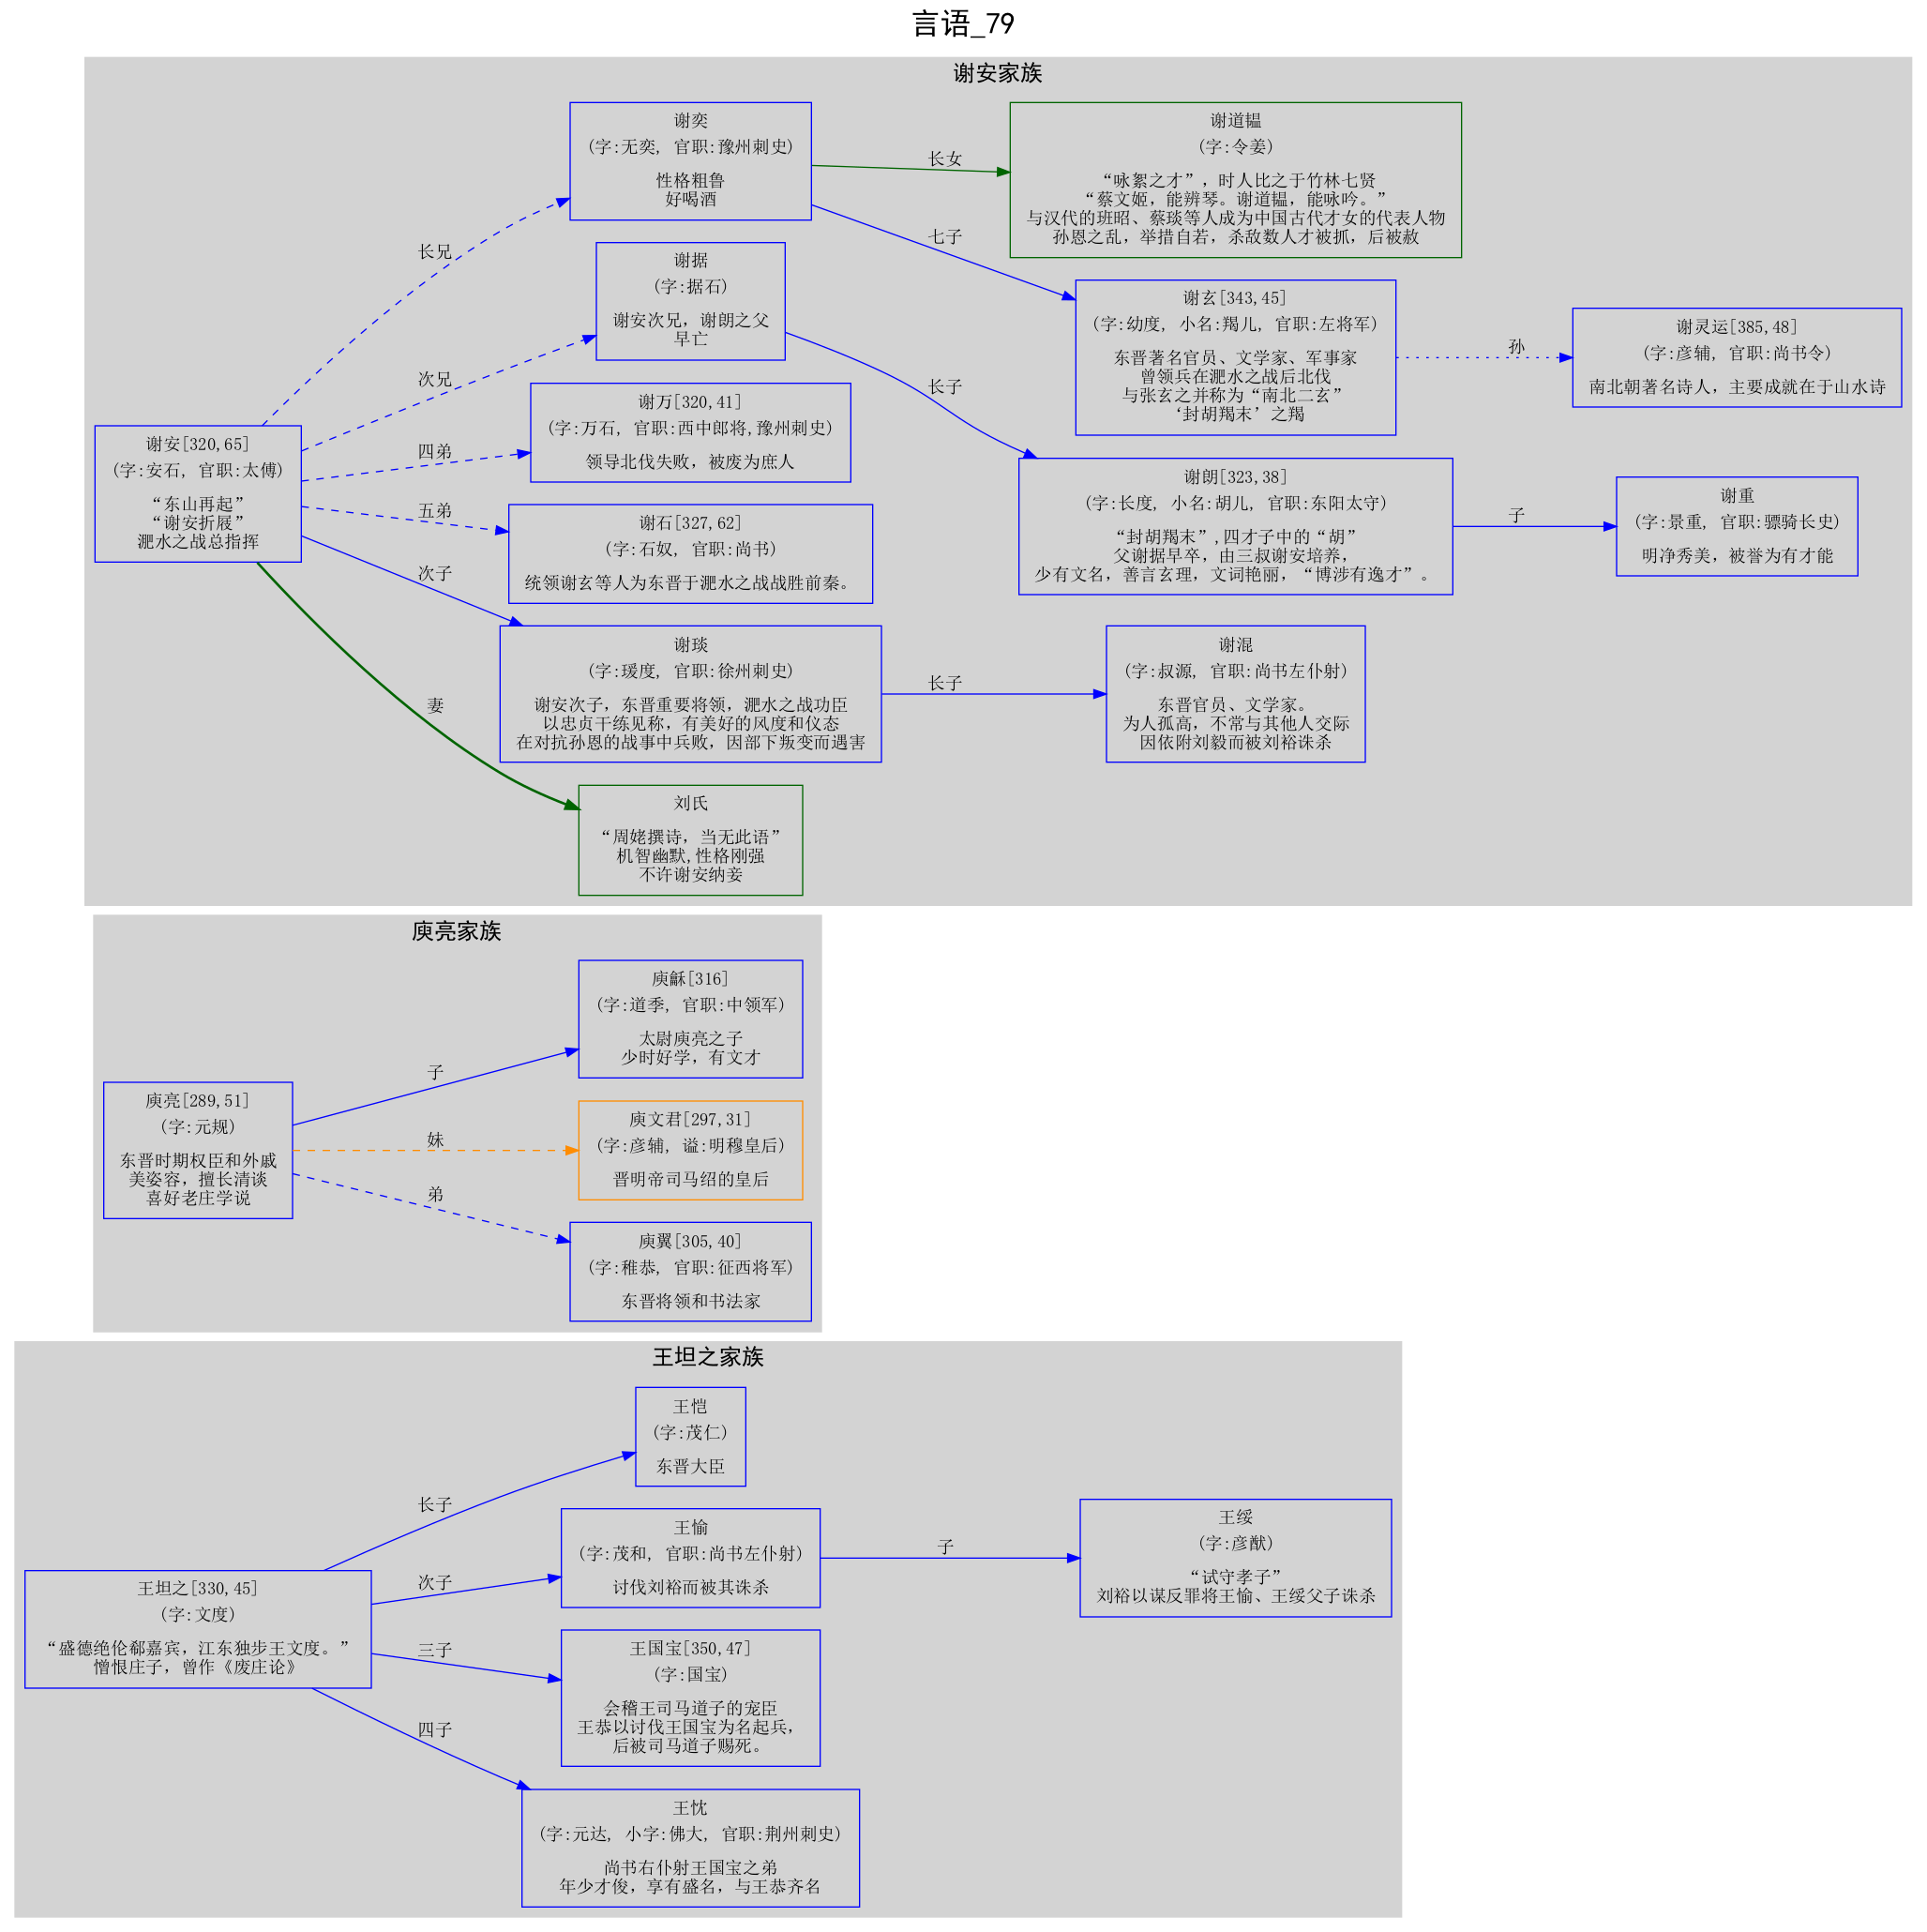 言语_79
谢安家族
谢安[320,65]
(字:安石, 官职:太傅)
“东山再起”
“谢安折屐”
淝水之战总指挥
长兄
次兄
四弟
五弟
次子
妻
谢奕
(字:无奕, 官职:豫州刺史)
性格粗鲁
好喝酒
谢据
(字:据石)
谢安次兄，谢朗之父
早亡
谢万[320,41]
(字:万石, 官职:西中郎将,豫州刺史)
领导北伐失败，被废为庶人
谢石[327,62]
(字:石奴, 官职:尚书)
统领谢玄等人为东晋于淝水之战战胜前秦。
谢琰
(字:瑗度, 官职:徐州刺史)
谢安次子，东晋重要将领，淝水之战功臣
以忠贞干练见称，有美好的风度和仪态
在对抗孙恩的战事中兵败，因部下叛变而遇害
刘氏
“周姥撰诗，当无此语”
机智幽默,性格刚强
不许谢安纳妾
长女
七子
长子
长子
谢道韫
(字:令姜)
“咏絮之才”，时人比之于竹林七贤
“蔡文姬，能辨琴。谢道韫，能咏吟。”
与汉代的班昭、蔡琰等人成为中国古代才女的代表人物
孙恩之乱，举措自若，杀敌数人才被抓，后被赦
谢玄[343,45]
(字:幼度, 小名:羯儿, 官职:左将军)
东晋著名官员、文学家、军事家
曾领兵在淝水之战后北伐
与张玄之并称为“南北二玄”
‘封胡羯末’之羯
谢朗[323,38]
(字:长度, 小名:胡儿, 官职:东阳太守)
“封胡羯末”,四才子中的“胡”
父谢据早卒，由三叔谢安培养，
少有文名，善言玄理，文词艳丽，“博涉有逸才”。
谢混
(字:叔源, 官职:尚书左仆射)
东晋官员、文学家。
为人孤高，不常与其他人交际
因依附刘毅而被刘裕诛杀
孙
子
谢灵运[385,48]
(字:彦辅, 官职:尚书令)
南北朝著名诗人，主要成就在于山水诗
谢重
(字:景重, 官职:骠骑长史)
明净秀美，被誉为有才能
庾亮家族
庾亮[289,51]
(字:元规)
东晋时期权臣和外戚
美姿容，擅长清谈
喜好老庄学说
子
妹
弟
庾龢[316]
(字:道季, 官职:中领军)
太尉庾亮之子
少时好学，有文才
庾文君[297,31]
(字:彦辅, 谥:明穆皇后)
晋明帝司马绍的皇后
庾翼[305,40]
(字:稚恭, 官职:征西将军)
东晋将领和书法家
王坦之家族
王坦之[330,45]
(字:文度)
“盛德绝伦郗嘉宾，江东独步王文度。”
憎恨庄子，曾作《废庄论》
长子
次子
三子
四子
王恺
(字:茂仁)
东晋大臣
王愉
(字:茂和, 官职:尚书左仆射)
讨伐刘裕而被其诛杀
王国宝[350,47]
(字:国宝)
会稽王司马道子的宠臣
王恭以讨伐王国宝为名起兵，
后被司马道子赐死。
王忱
(字:元达, 小字:佛大, 官职:荆州刺史)
尚书右仆射王国宝之弟
年少才俊，享有盛名，与王恭齐名
子
王绥
(字:彦猷)
“试守孝子”
刘裕以谋反罪将王愉、王绥父子诛杀